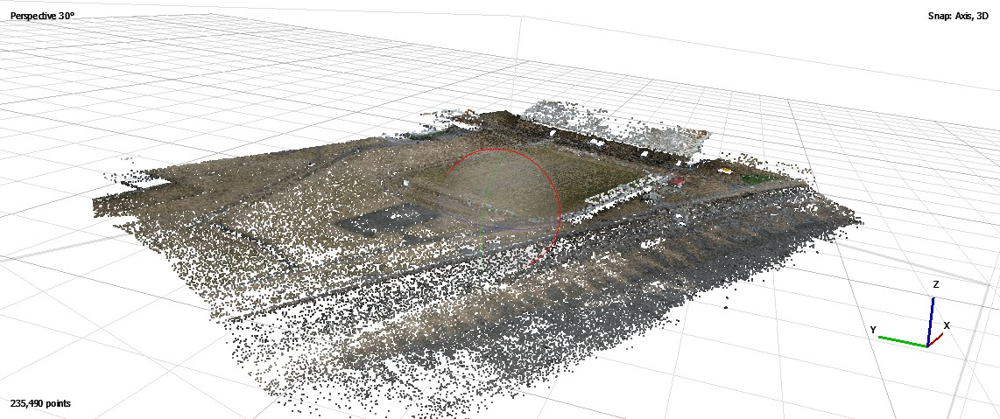 Perspective 30°
Snap: Axis, 3D
Z
X
Y
235,490 points